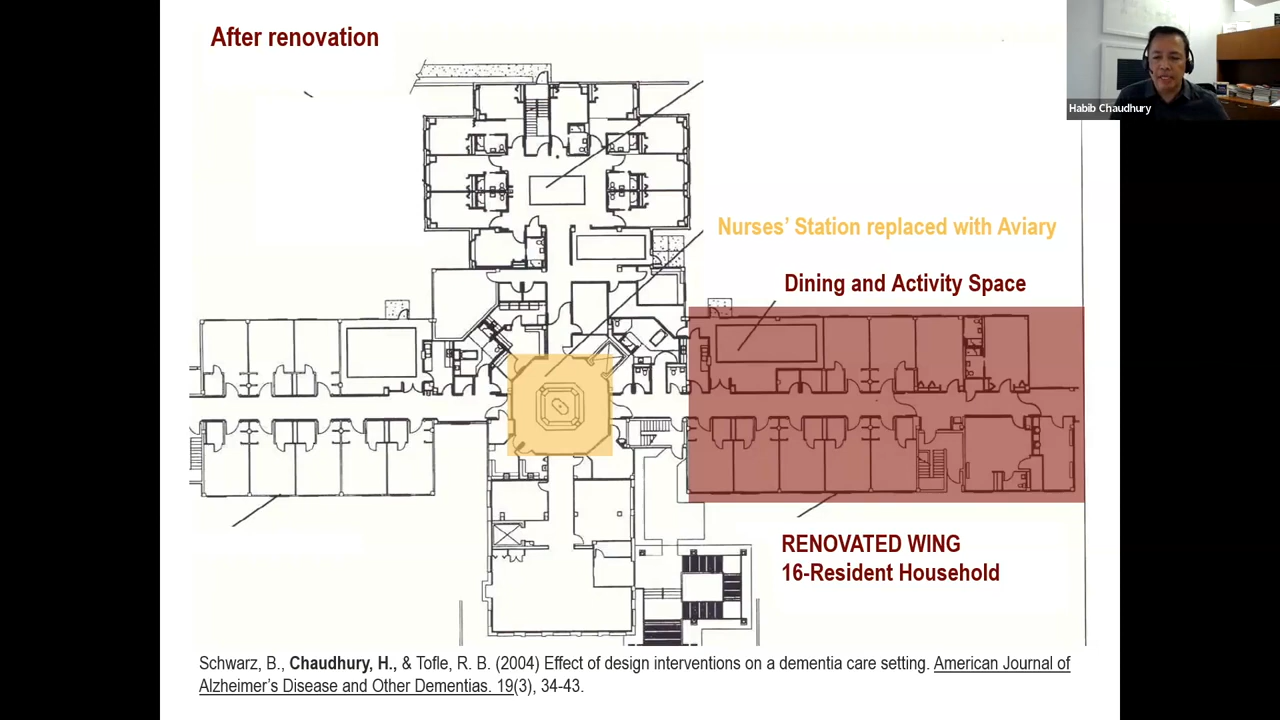 After renovation
Habib Chaudhury
Nurses’ Station replaced with Aviary
Dining and Activity Space
RENOVATED WING
16-Resident Household
Schwarz, B., Chaudhury, H., & Tofle, R. B. (2004) Effect of design interventions on a dementia care setting. American Journal of
Alzheimer’s Disease and Other Dementias. 19(3), 34-43.